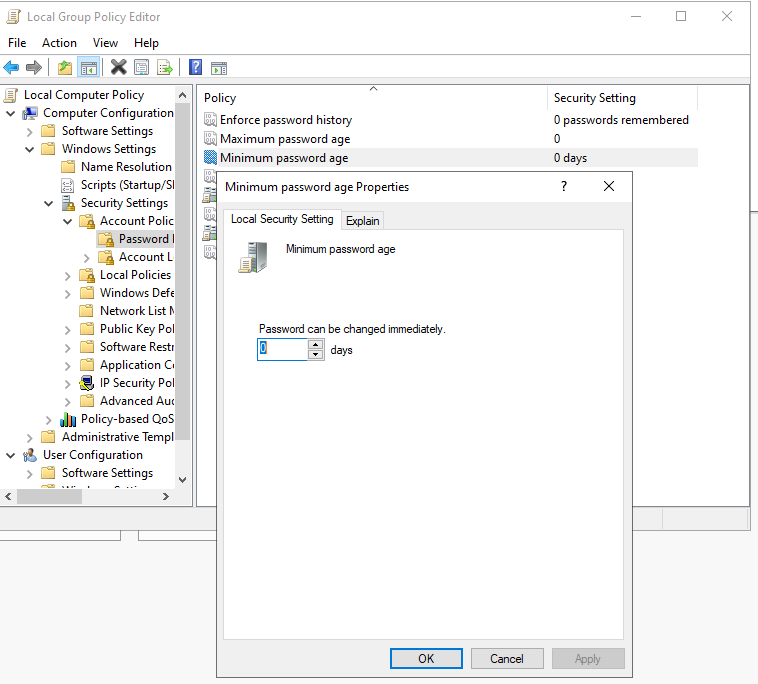 Local Group Policy Editor
File Action View Help
Local Computer Policy
Computer Configuration
Software Settings
Windows Settings
Name Resolution
Scripts (Startup/Sl
Security Settings
Account Polic
Password
Account L
Local Policies
Windows Defe
Network List
Public Key Pol
Software Restr
Application Co
IP Security Pol
Advanced Auc
Policy-based QoS
Administrative Templ
User Configuration
Software Settings
Policy Security Setting
Enforce password history 0 passwords remembered
Maximum password age 0
Minimum password age 0 days
Minimum password age Properties ?
Local Security Setting Explain
Minimum password age
Password can be changed immediately.
0 days
OK Cancel Apply